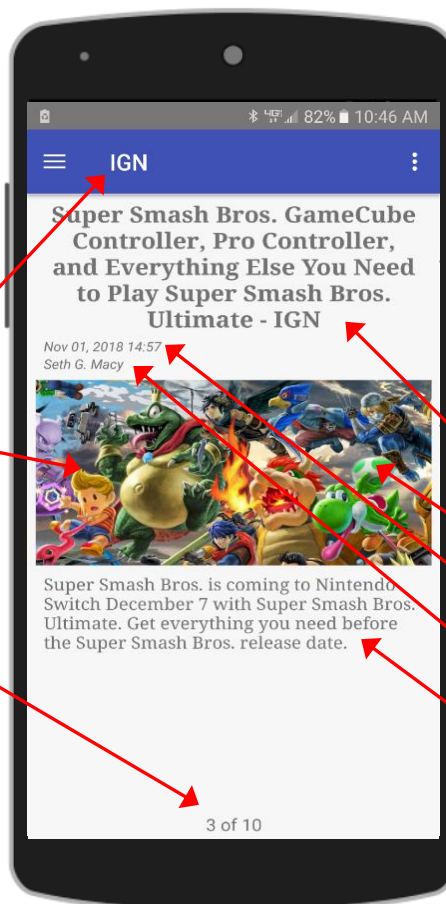 82% 10:46 AM
IGN
Super Smash Bros. GameCube
Controller, Pro Controller,
and Everything Else You Need
to Play Super Smash Bros.
Ultimate - IGN
Nov 01, 2018 14:57
Seth G. Macy
Super Smash Bros. is coming to Nintendo
Switch December 7 with Super Smash Bros.
Ultimate. Get everything you need before
the Super Smash Bros. release date.
3 of 10